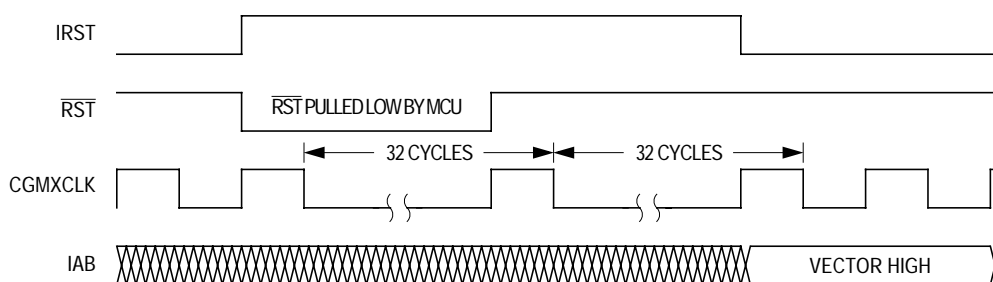 IRST
RST
RST PULLED LOW BY MCU
32 CYCLES
32 CYCLES
CGMXCLK
IAB
VECTOR HIGH